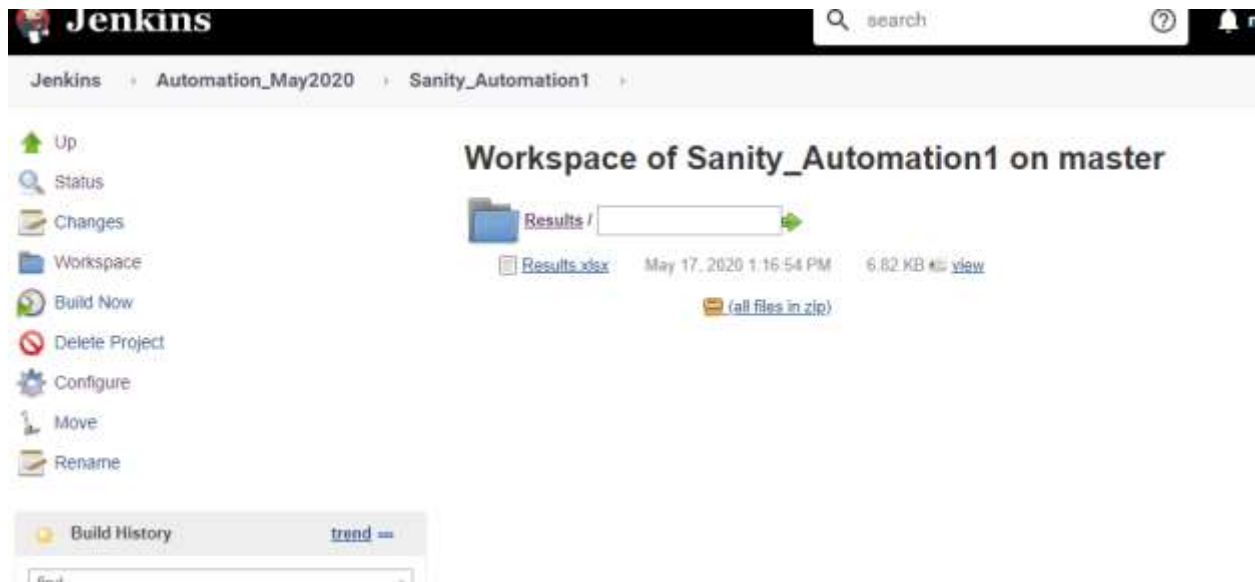 Jenkins
search
Jenkins Automation_May2020 Sanity_Automation1
Up
Status
Changes
Workspace
Build Now
Delete Project
Configure
Move
Rename
Build History trend
find
Workspace of Sanity_Automation1 on master
Results /
Results.xlsx May 17, 2020 1:16:54 PM 6.82 KB view
(all files in zip)